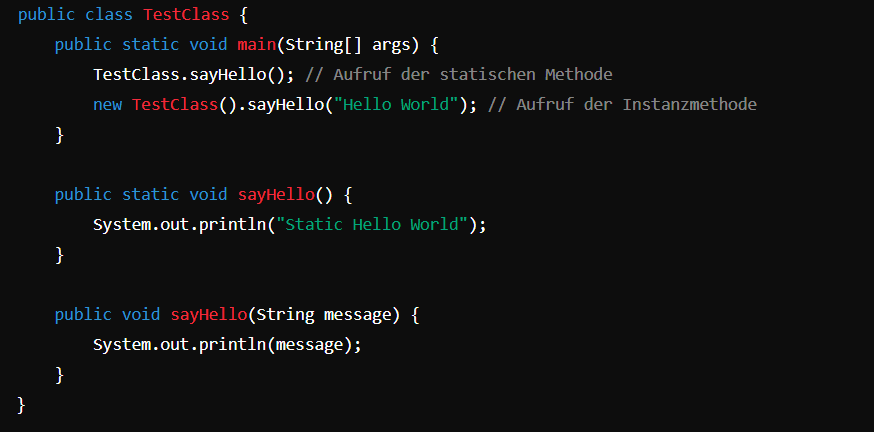 public class TestClass {
    public static void main(String[] args) {
        TestClass.sayHello(); // Aufruf der statischen Methode
        new TestClass().sayHello("Hello World"); // Aufruf der Instanzmethode
    }

    public static void sayHello() {
        System.out.println("Static Hello World");
    }

    public void sayHello(String message) {
        System.out.println(message);
    }
}